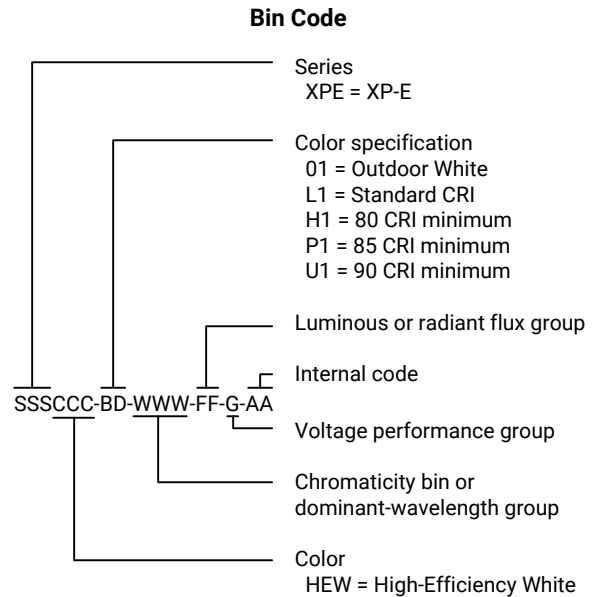 Bin Code
Series
XPE = XP-E
Color specification
01 = Outdoor White
L1 = Standard CRI
H1 = 80 CRI minimum
P1 = 85 CRI minimum
U1 = 90 CRI minimum
Luminous or radiant flux group
Internal code
SSSCCC-BD-WWW-FF-G-AA
Voltage performance group
Chromaticity bin or
dominant-wavelength group
Color
HEW = High-Efficiency White